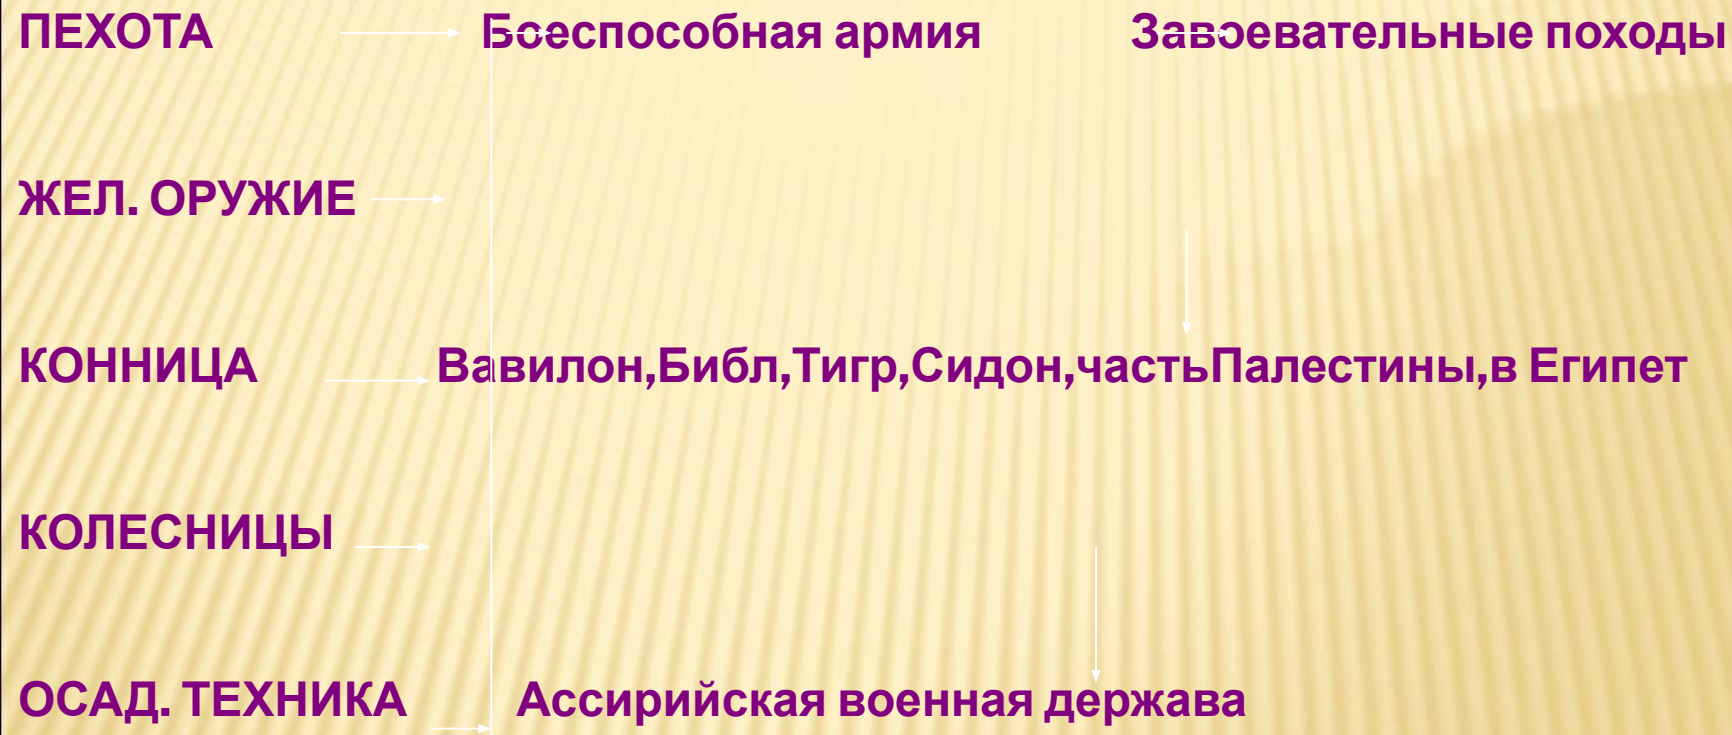 ПЕХОТА Боеспособная армия Завоевательные походы
ЖЕЛ. ОРУЖИЕ
КОННИЦА Вавилон,Библ,Тигр,Сидон,частьПалестины,в Египет
КОЛЕСНИЦЫ
ОСАД. ТЕХНИКА Ассирийская военная держава